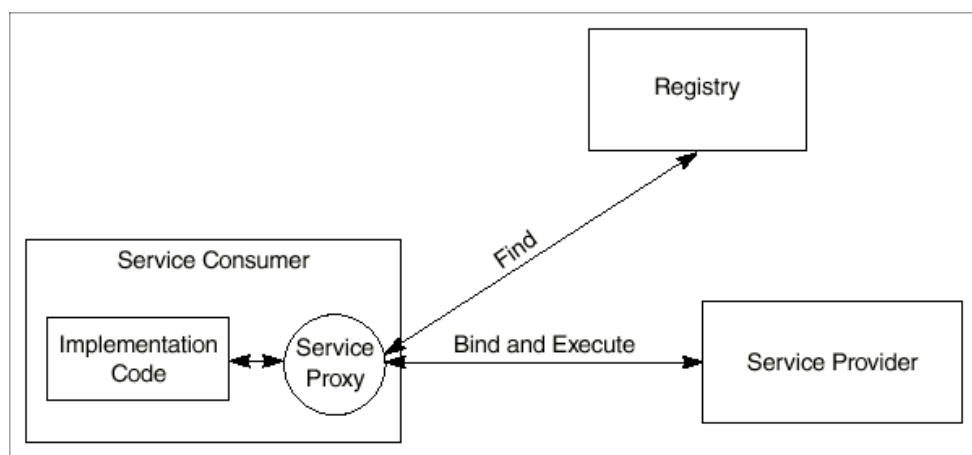 Registry
Find
Service Consumer
Implementation
Code
Service
Proxy
Bind and Execute
Service Provider